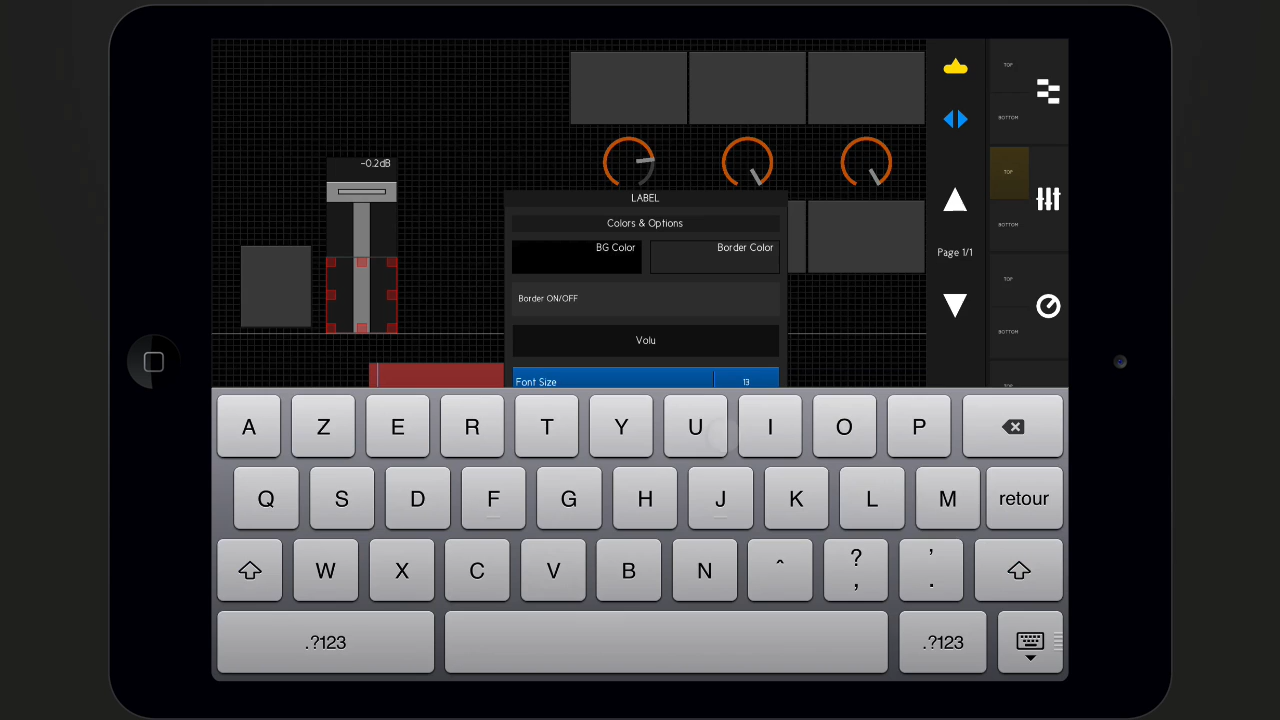 -0.2dB
LABEL
Colors & Options
BG Color
Border Color
Border ON/OFF
Volu
Font Size
13
TOP
BOTTOM
TOP
BOTTOM
TOP
BOTTOM
TOP
Page 1/1
A Z E R T Y U I O P
Q S D F G H J K L M retour
W X C V B N ^ ? , ’ .
.?123 .?123